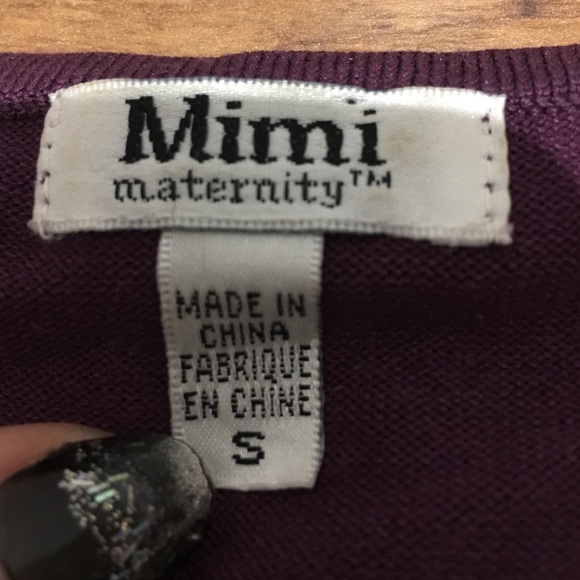 Mimi
maternity™
MADE IN
CHINA
FABRIQUE
EN CHINE
S